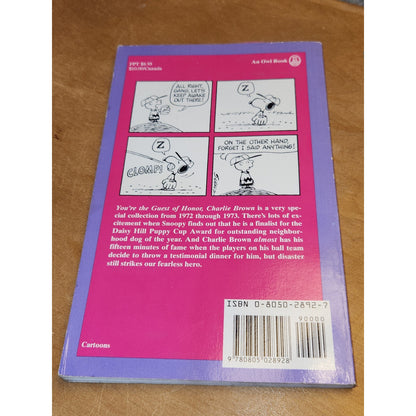 FPT $6.95
$10.00/Canada
An Owl Book
ALL RIGHT,
GANG, LET'S
KEEP AWAKE
OUT THERE!
Z
Z
CLOMP!
ON THE OTHER HAND,
FORGET I SAID ANYTHING!
You're the Guest of Honor, Charlie Brown is a very spe-
cial collection from 1972 through 1973. There's lots of ex-
citement when Snoopy finds out that he is a finalist for the
Daisy Hill Puppy Cup Award for outstanding neighbor-
hood dog of the year. And Charlie Brown almost has his
fifteen minutes of fame when the players on his ball team
decide to throw a testimonial dinner for him, but disaster
still strikes our fearless hero.
ISBN 0-8050-2892-7
90000
9 780805 028928
Cartoons